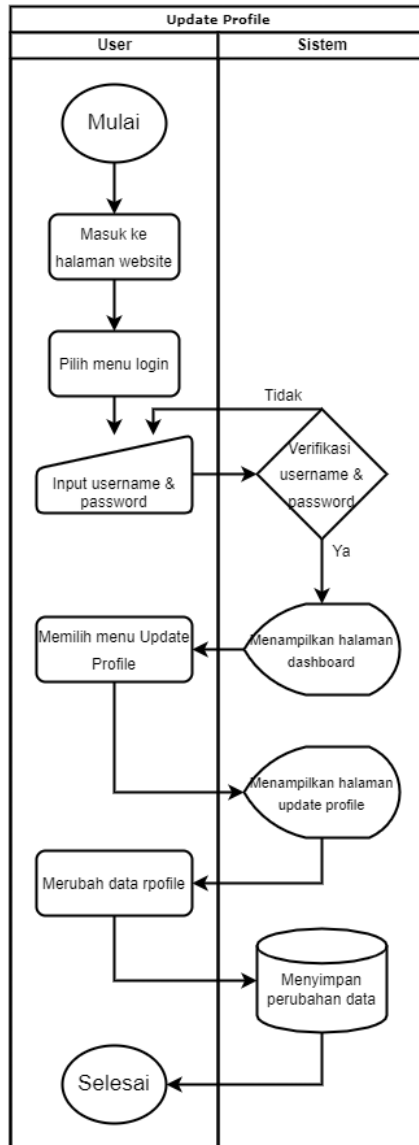 Update Profile
User
Sistem
Mulai
Masuk ke
halaman website
Pilih menu login
Tidak
Input username &
password
Verifikasi
username &
password
Ya
Memilih menu Update
Profile
Menampilkan halaman
dashboard
Menampilkan halaman
update profile
Merubah data rpofile
Menyimpan
perubahan data
Selesai